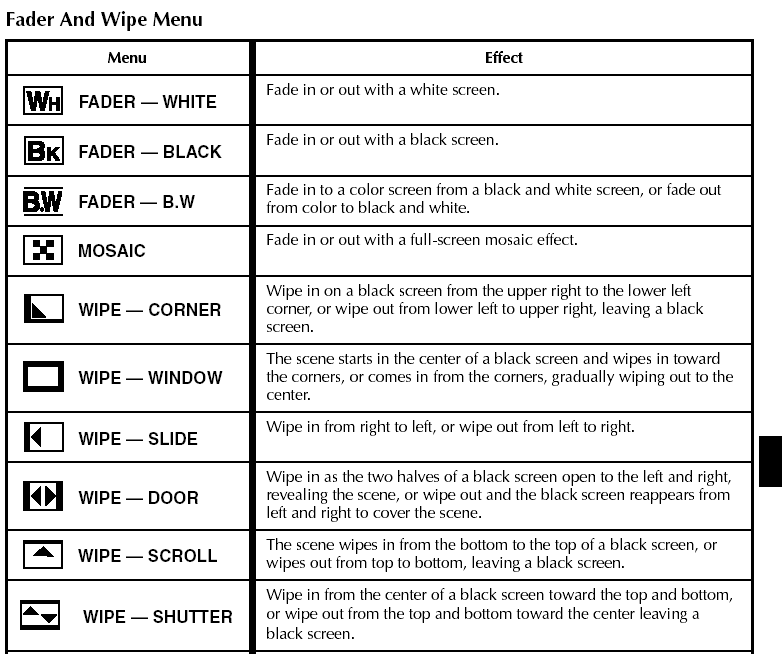 Fader And Wipe Menu
Menu Effect
WH FADER — WHITE Fade in or out with a white screen.
BK FADER — BLACK Fade in or out with a black screen.
B.W FADER — B.W Fade in to a color screen from a black and white screen, or fade out
from color to black and white.
MOSAIC Fade in or out with a full-screen mosaic effect.
WIPE — CORNER Wipe in on a black screen from the upper right to the lower left
corner, or wipe out from lower left to upper right, leaving a black
screen.
WIPE — WINDOW The scene starts in the center of a black screen and wipes in toward
the corners, or comes in from the corners, gradually wiping out to the
center.
WIPE — SLIDE Wipe in from right to left, or wipe out from left to right.
WIPE — DOOR Wipe in as the two halves of a black screen open to the left and right,
revealing the scene, or wipe out and the black screen reappears from
left and right to cover the scene.
WIPE — SCROLL The scene wipes in from the bottom to the top of a black screen, or
wipes out from top to bottom, leaving a black screen.
WIPE — SHUTTER Wipe in from the center of a black screen toward the top and bottom,
or wipe out from the top and bottom toward the center leaving a
black screen.